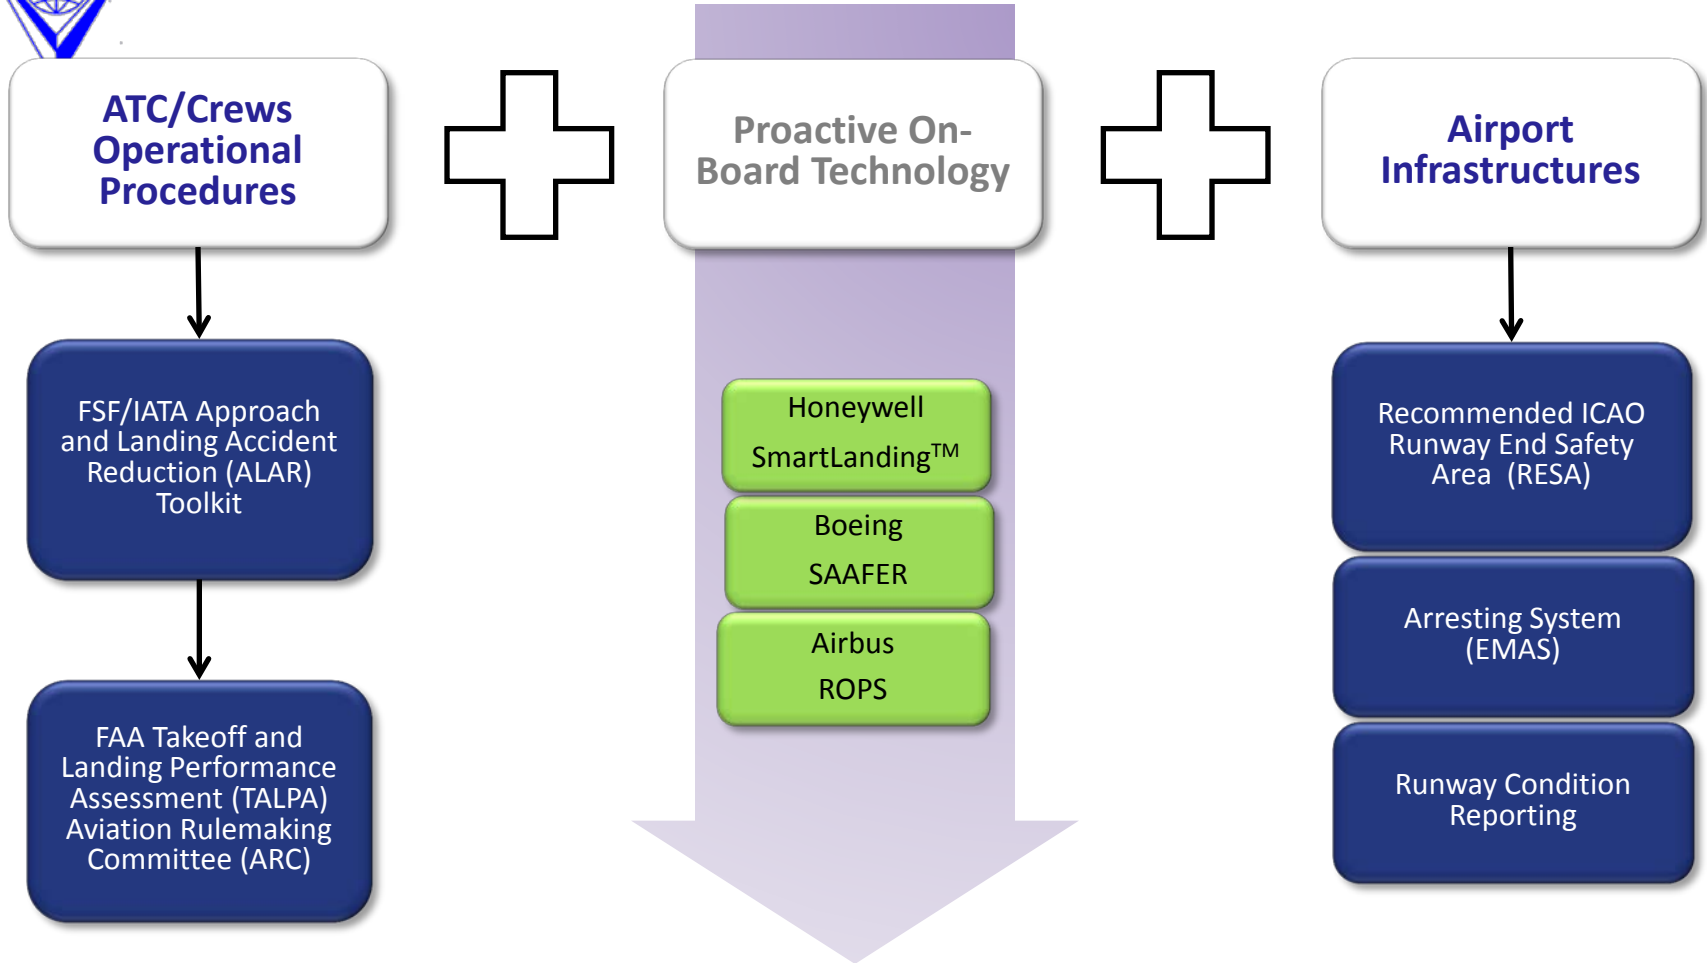 ATC/Crews
Operational
Procedures
Proactive On-
Board Technology
Airport
Infrastructures
FSF/IATA Approach
and Landing Accident
Reduction (ALAR)
Toolkit
FAA Takeoff and
Landing Performance
Assessment (TALPA)
Aviation Rulemaking
Committee (ARC)
Honeywell
SmartLanding™
Boeing
SAAFER
Airbus
ROPS
Recommended ICAO
Runway End Safety
Area (RESA)
Arresting System
(EMAS)
Runway Condition
Reporting